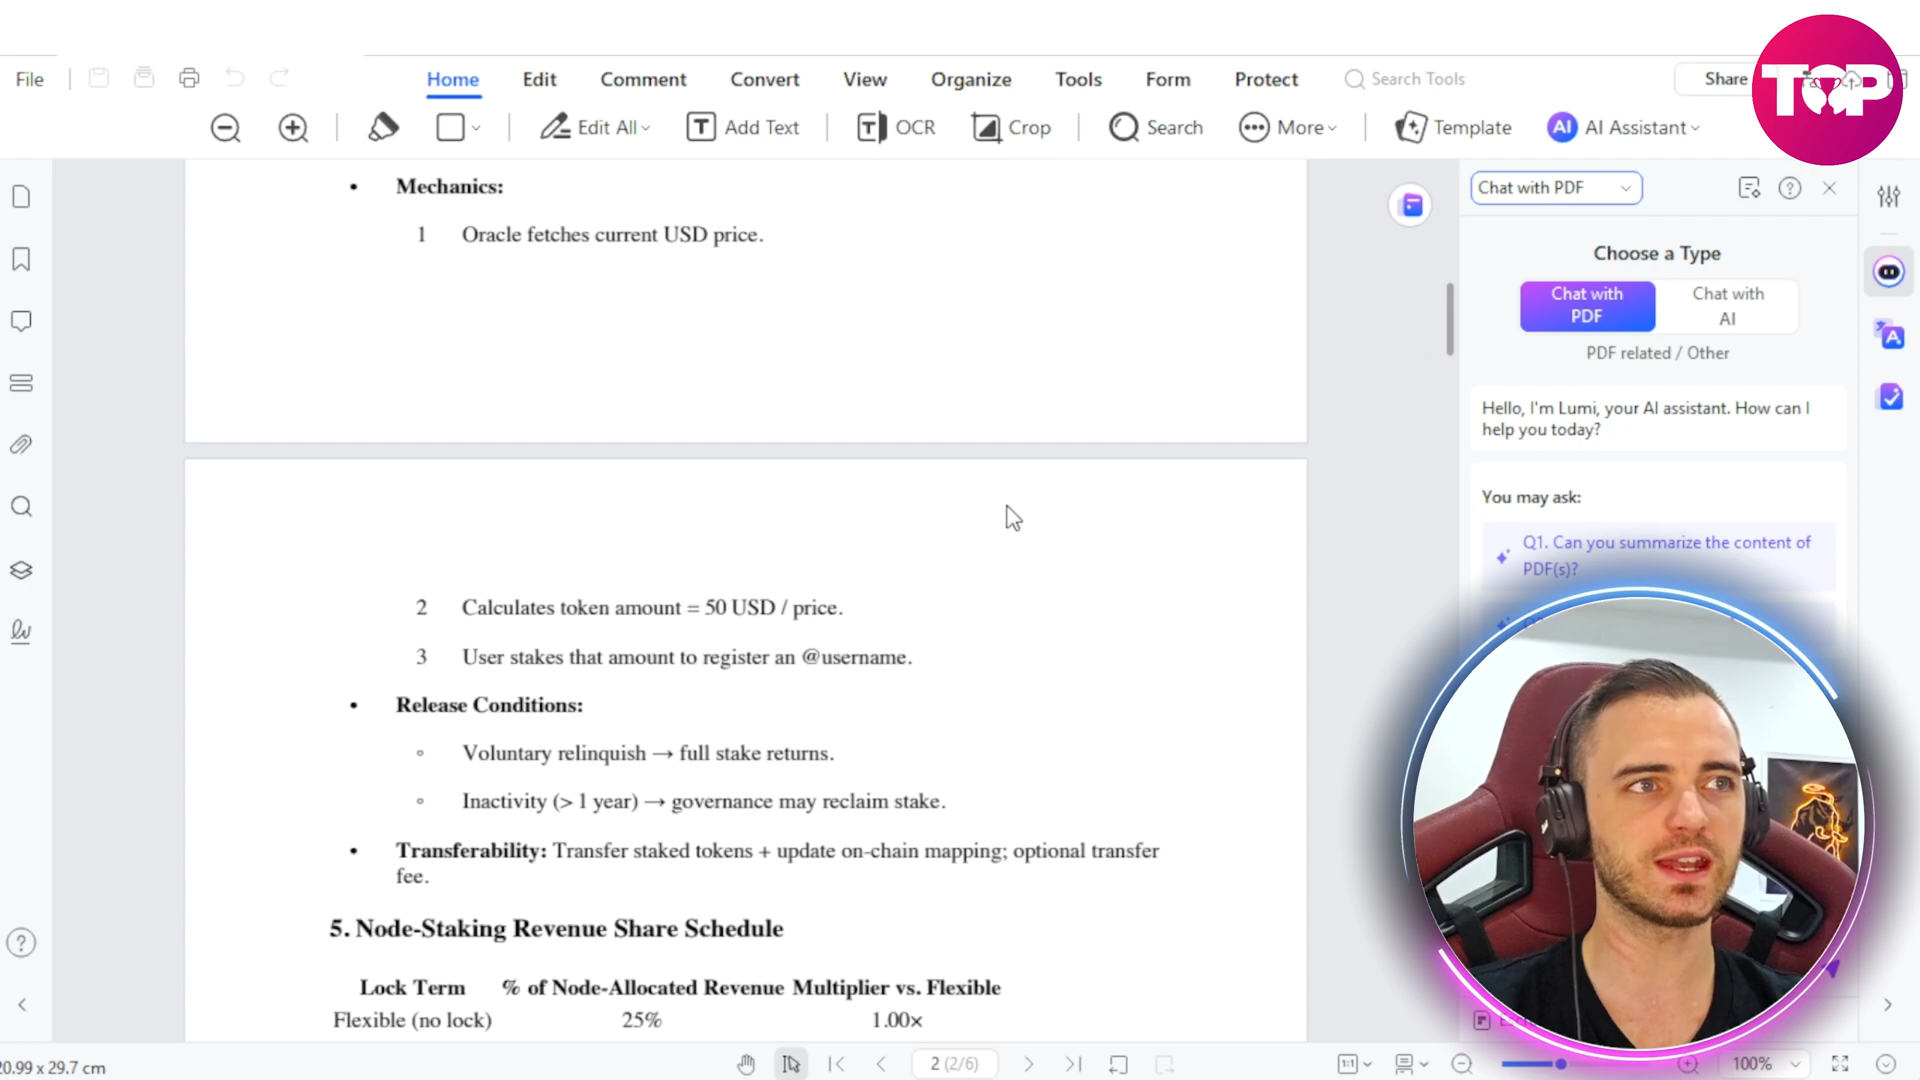 TOP
File
Home
Edit
Comment
Convert
View
Organize
Tools
Form
Protect
Search Tools
Share
Edit All
Add Text
OCR
Crop
Search
More
Template
AI Assistant
• Mechanics:
1 Oracle fetches current USD price.
2 Calculates token amount = 50 USD / price.
3 User stakes that amount to register an @username.
• Release Conditions:
◦ Voluntary relinquish → full stake returns.
◦ Inactivity (> 1 year) → governance may reclaim stake.
• Transferability: Transfer staked tokens + update on-chain mapping; optional transfer
fee.
5. Node-Staking Revenue Share Schedule
Lock Term % of Node-Allocated Revenue Multiplier vs. Flexible
Flexible (no lock) 25% 1.00×
Chat with PDF
Choose a Type
Chat with
PDF
Chat with
AI
PDF related / Other
Hello, I'm Lumi, your AI assistant. How can I
help you today?
You may ask:
Q1. Can you summarize the content of
PDF(s)?
20.99 x 29.7 cm
2 (2/6)
100%